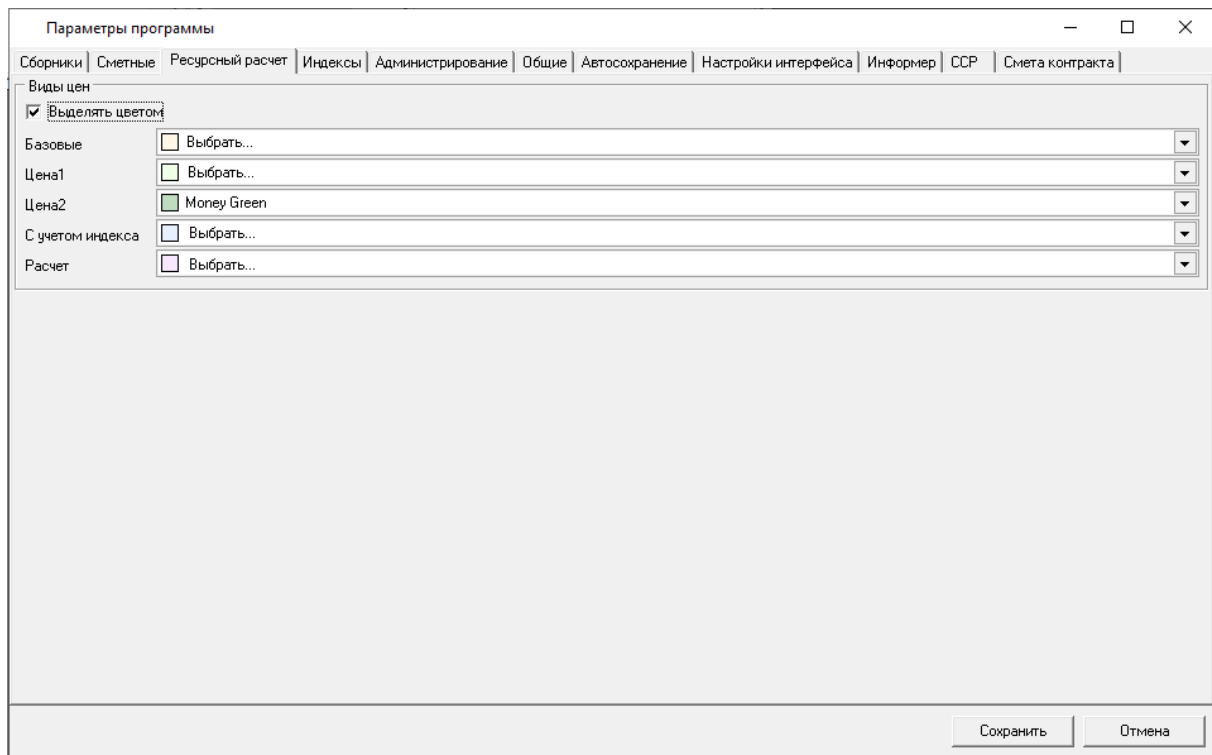 Параметры программы
Сборники Сметные Ресурсный расчет Индексы Администрирование Общие Автосохранение Настройки интерфейса Информер ССР Смета контракта
Виды цен
Выделять цветом
Базовые Выбрать...
Цена1 Выбрать...
Цена2 Money Green
С учетом индекса Выбрать...
Расчет Выбрать...
Сохранить Отмена